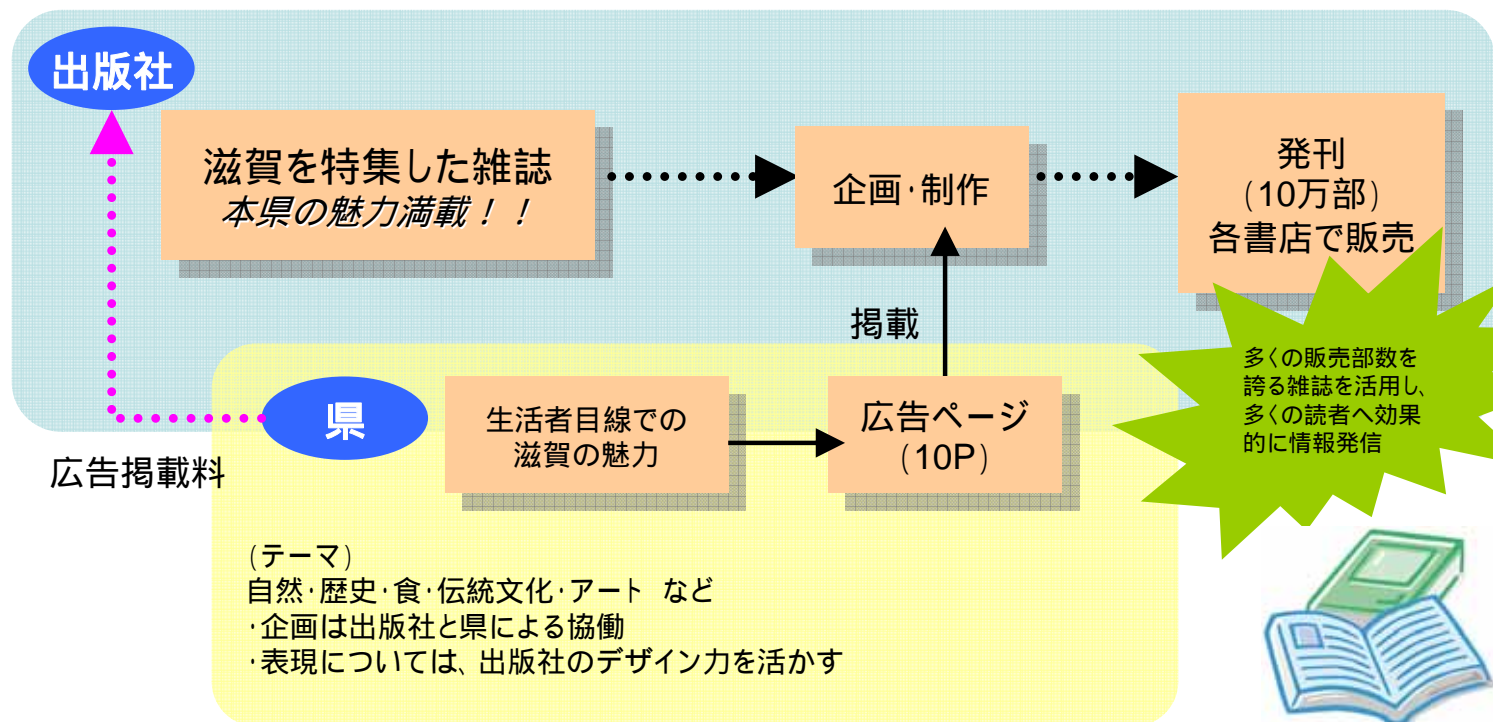 出版社
滋賀を特集した雑誌
本県の魅力満載!!
企画・制作
発刊
(10万部)
各書店で販売
掲載
多くの販売部数を
誇る雑誌を活用し、
多くの読者へ効果
的に情報発信
県
生活者目線での
滋賀の魅力
広告ページ
(10P)
広告掲載料
(テーマ)
自然・歴史・食・伝統文化・アート など
・企画は出版社と県による協働
・表現については、出版社のデザイン力を活かす